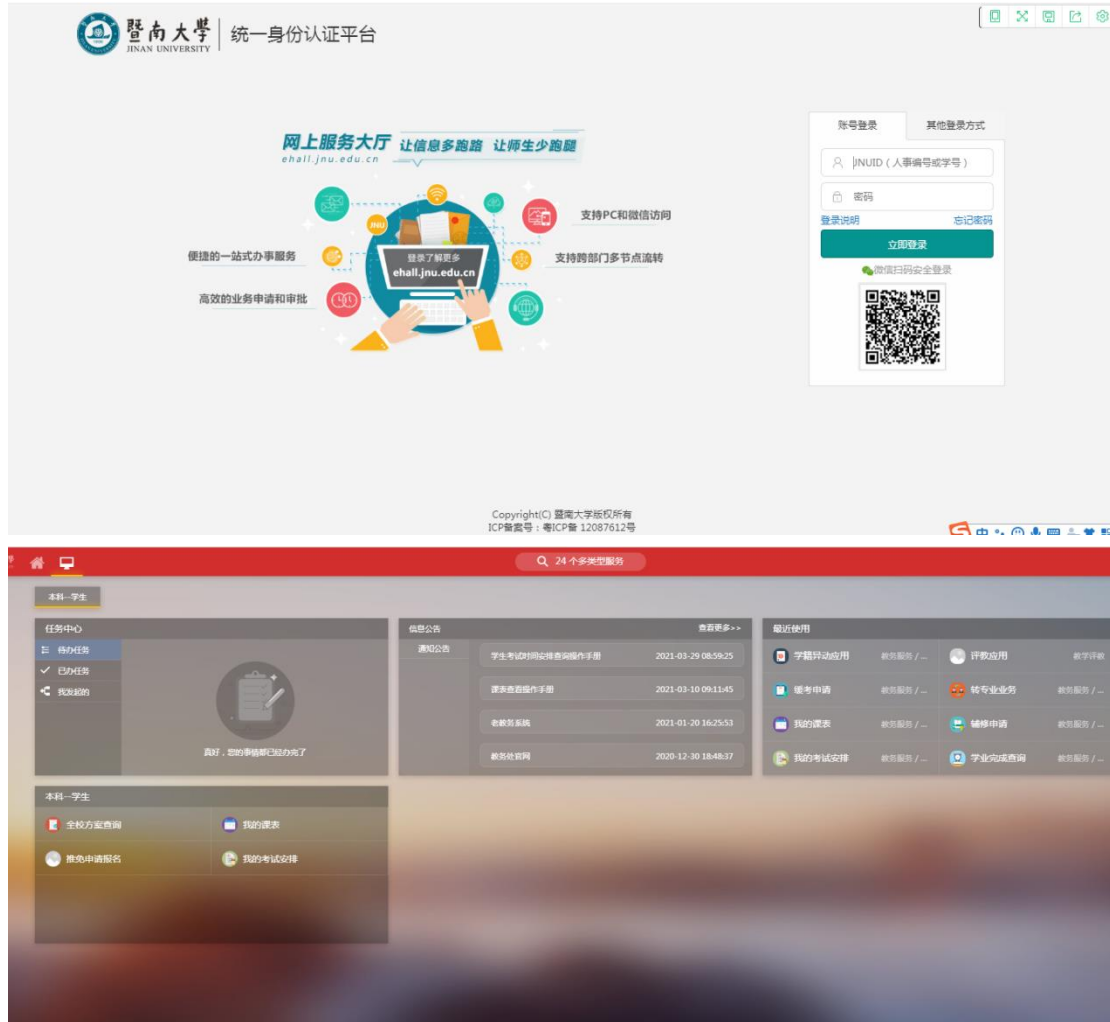 暨南大學
JINAN UNIVERSITY
统一身份认证平台
网上服务大厅
ehall.jnu.edu.cn
让信息多跑路 让师生少跑腿
JNU
支持PC和微信访问
便捷的一站式办事服务
登录了解更多
ehall.jnu.edu.cn
支持跨部门多节点流转
高效的业务申请和审批
账号登录
其他登录方式
JNUID（人事编号或学号）
密码
登录说明
忘记密码
立即登录
微信扫码安全登录
Copyright(C) 暨南大学版权所有
ICP备案号：粤ICP备 12087612号
中
24 个多类型服务
本科--学生
任务中心
待办任务
已办任务
我发起的
真好，您的事情都已经办完了
信息公告
查看更多>>
通知公告
学生考试时间安排查询操作手册 2021-03-29 08:59:25
课表查看操作手册 2021-03-10 09:11:45
老教务系统 2021-01-20 16:25:53
教务处官网 2020-12-30 18:48:37
最近使用
学籍异动应用 教务服务 / ...
评教应用 教学评教
缓考申请 教务服务 / ...
转专业业务 教务服务 / ...
我的课表 教务服务 / ...
辅修申请 教务服务 / ...
我的考试安排 教务服务 / ...
学业完成查询 教务服务 / ...
本科--学生
全校方案查询
我的课表
推免申请报名
我的考试安排